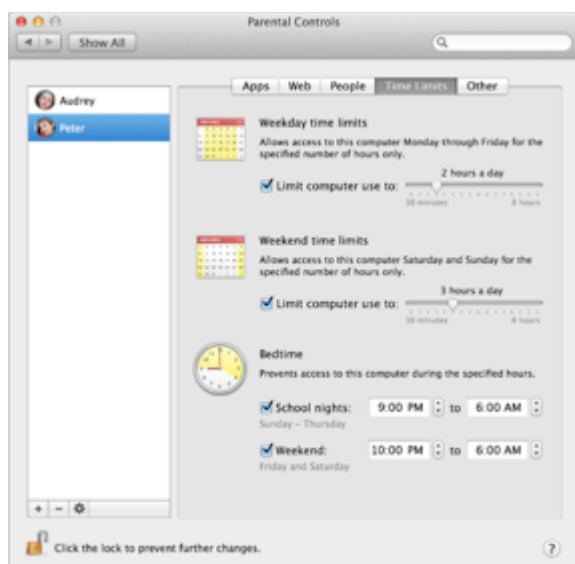 Parental Controls
Show All
Apps Web People Time Limits Other
Audrey
Peter
Weekday time limits
Allows access to this computer Monday through Friday for the
specified number of hours only.
2 hours a day
Limit computer use to:
30 minutes 8 hours
Weekend time limits
Allows access to this computer Saturday and Sunday for the
specified number of hours only.
3 hours a day
Limit computer use to:
30 minutes 8 hours
Bedtime
Prevents access to this computer during the specified hours.
School nights: 9:00 PM to 6:00 AM
Sunday – Thursday
Weekend: 10:00 PM to 6:00 AM
Friday and Saturday
Click the lock to prevent further changes.
?